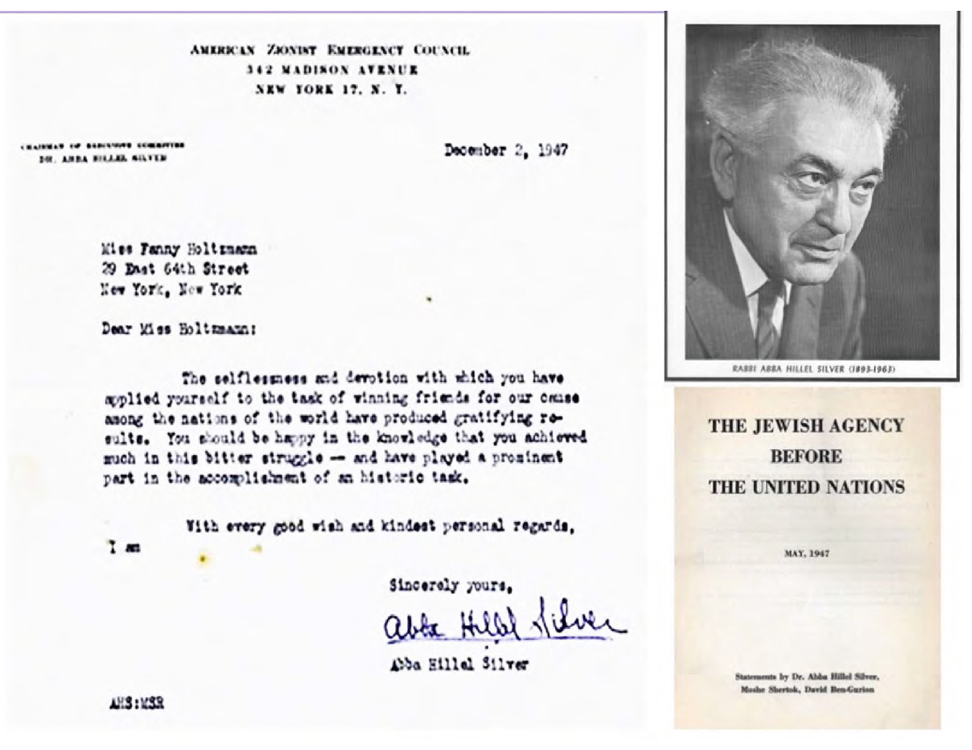 AMERICAN ZIONIST EMERGENCY COUNCIL
342 MADISON AVENUE
NEW YORK 17, N. Y.
CHAIRMAN OF EXECUTIVE COMMITTEE
DR. ABBA HILLEL SILVER
December 2, 1947
Miss Fanny Holtzmann
29 East 64th Street
New York, New York
Dear Miss Holtzmann:
The selflessness and devotion with which you have
applied yourself to the task of winning friends for our cause
among the nations of the world have produced gratifying re-
sults. You should be happy in the knowledge that you achieved
much in this bitter struggle -- and have played a prominent
part in the accomplishment of an historic task.
With every good wish and kindest personal regards,
I am
Sincerely yours,
Abba Hillel Silver
Abba Hillel Silver
AHS:MSR
RABBI ABBA HILLEL SILVER (1893-1963)
THE JEWISH AGENCY
BEFORE
THE UNITED NATIONS
MAY, 1947
Statements by Dr. Abba Hillel Silver,
Moshe Shertok, David Ben-Gurion